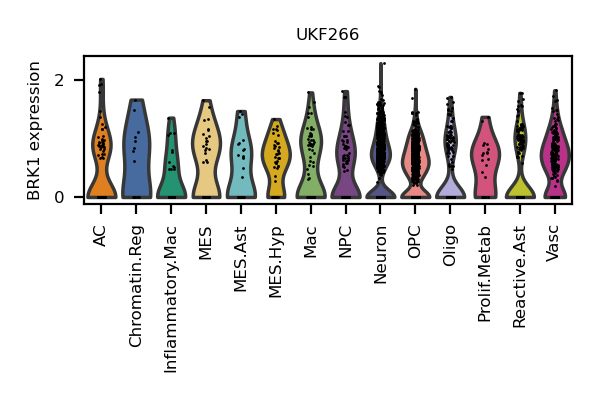 UKF266
BRK1 expression
2
0
AC
Chromatin.Reg
Inflammatory.Mac
MES
MES.Ast
MES.Hyp
Mac
NPC
Neuron
OPC
Oligo
Prolif.Metab
Reactive.Ast
Vasc